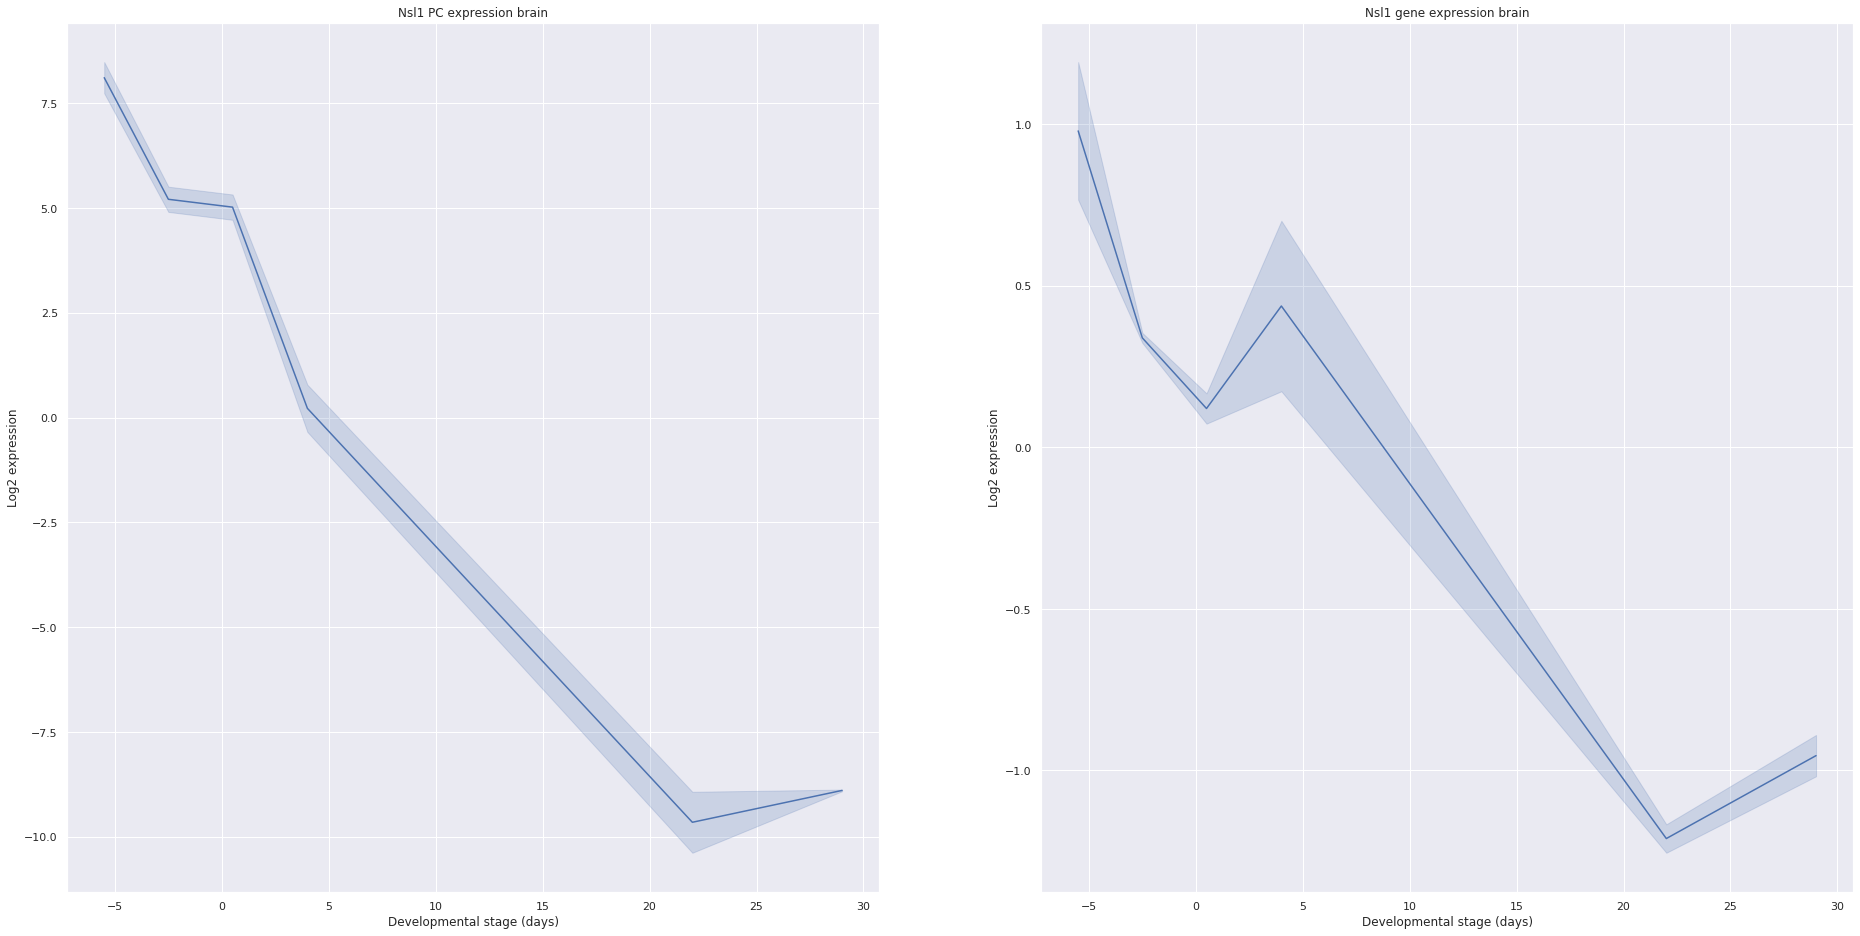 Nsl1 PC expression brain
Log2 expression
7.5
5.0
2.5
0.0
−2.5
−5.0
−7.5
−10.0
−5 0 5 10 15 20 25 30
Developmental stage (days)
Nsl1 gene expression brain
Log2 expression
1.0
0.5
0.0
−0.5
−1.0
−5 0 5 10 15 20 25 30
Developmental stage (days)